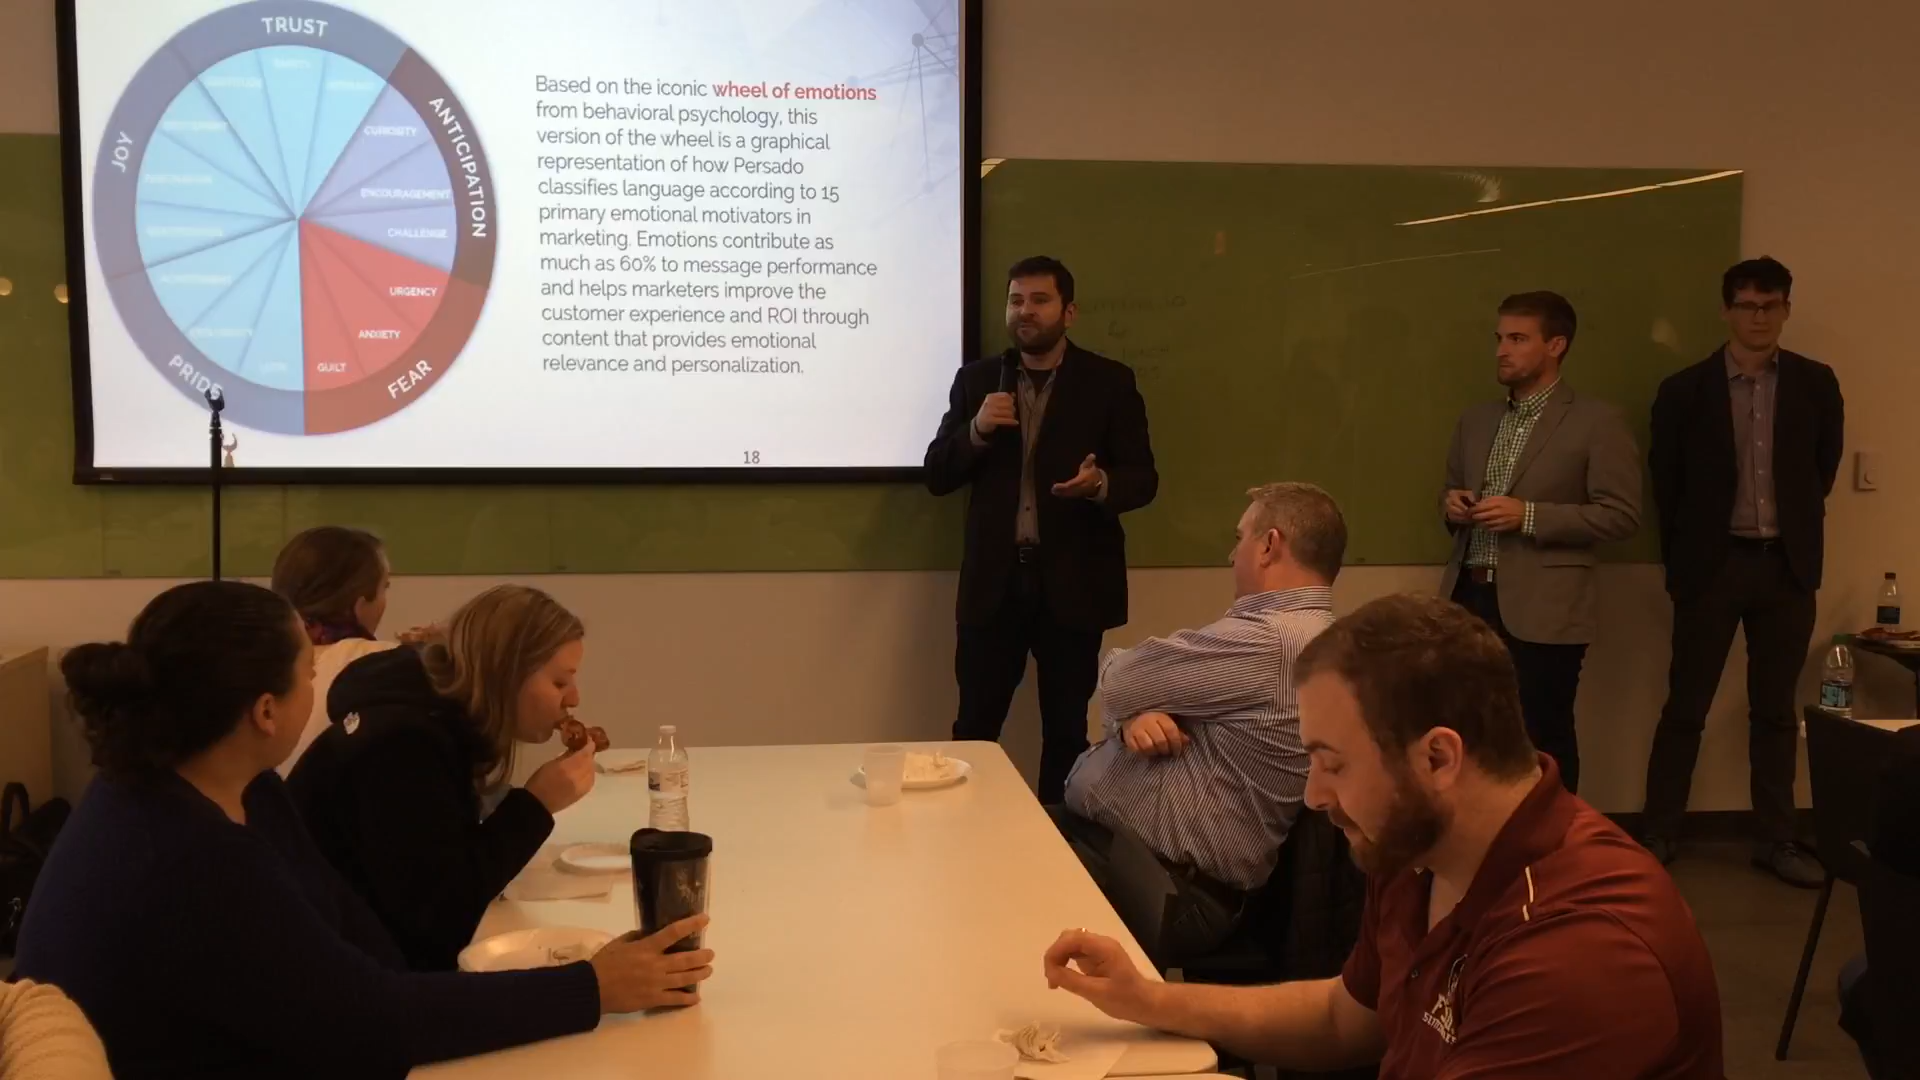 TRUST
ANTICIPATION
JOY
PRIDE
FEAR
CURIOSITY
ENCOURAGEMENT
CHALLENGE
URGENCY
ANXIETY
GUILT
Based on the iconic wheel of emotions
from behavioral psychology, this
version of the wheel is a graphical
representation of how Persado
classifies language according to 15
primary emotional motivators in
marketing. Emotions contribute as
much as 60% to message performance
and helps marketers improve the
customer experience and ROI through
content that provides emotional
relevance and personalization.
18